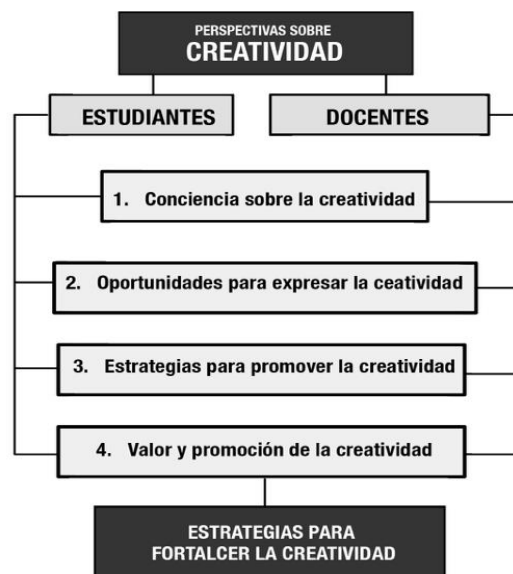 PERSPECTIVAS SOBRE
CREATIVIDAD
ESTUDIANTES
DOCENTES
1. Conciencia sobre la creatividad
2. Oportunidades para expresar la ceatividad
3. Estrategias para promover la creatividad
4. Valor y promoción de la creatividad
ESTRATEGIAS PARA
FORTALCER LA CREATIVIDAD